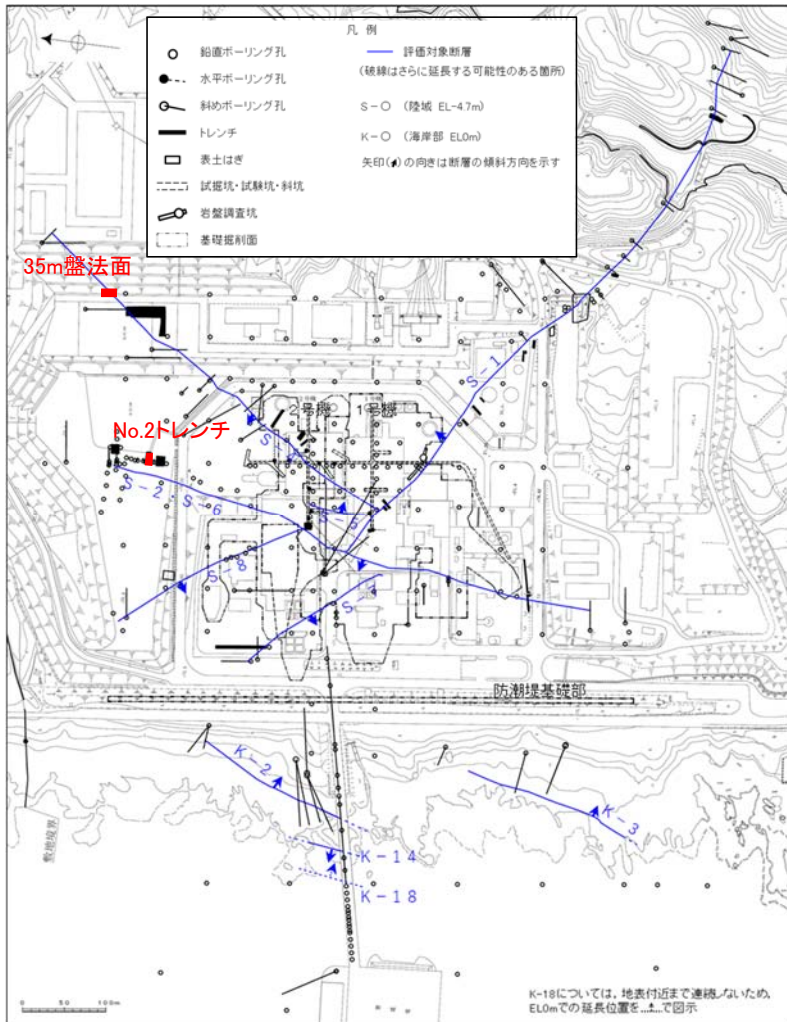 凡 例
鉛直ボーリング孔
水平ボーリング孔
斜めボーリング孔
トレンチ
表土はぎ
試掘坑・試験坑・斜坑
岩盤調査坑
基礎掘削面
評価対象断層
(破線はさらに延長する可能性のある箇所)
S-○ (陸域 EL-4.7m)
K-○ (海岸部 EL0m)
矢印( )の向きは断層の傾斜方向を示す
35m盤法面
No.2トレンチ
S-1
2号機
1号機
S-4
S-2・S-6
S-5
S-8
S-7
防潮堤基礎部
K-2
K-3
K-14
K-18
敷地境界
0 50 100m
K-18については，地表付近まで連続しないため，
EL0mでの延長位置を で図示